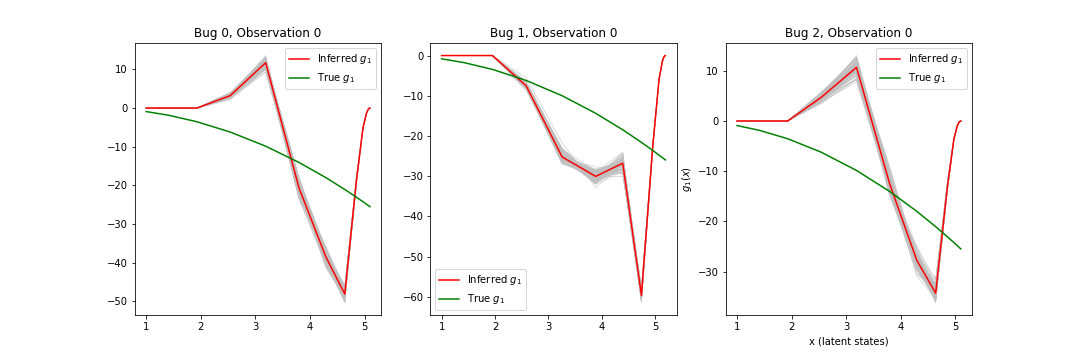 Bug 0, Observation 0
Inferred g₁
True g₁
10
0
−10
−20
−30
−40
−50
1 2 3 4 5
Bug 1, Observation 0
0
−10
−20
−30
−40
−50
−60
Inferred g₁
True g₁
1 2 3 4 5
Bug 2, Observation 0
Inferred g₁
True g₁
g₁(x)
10
0
−10
−20
−30
1 2 3 4 5
x (latent states)